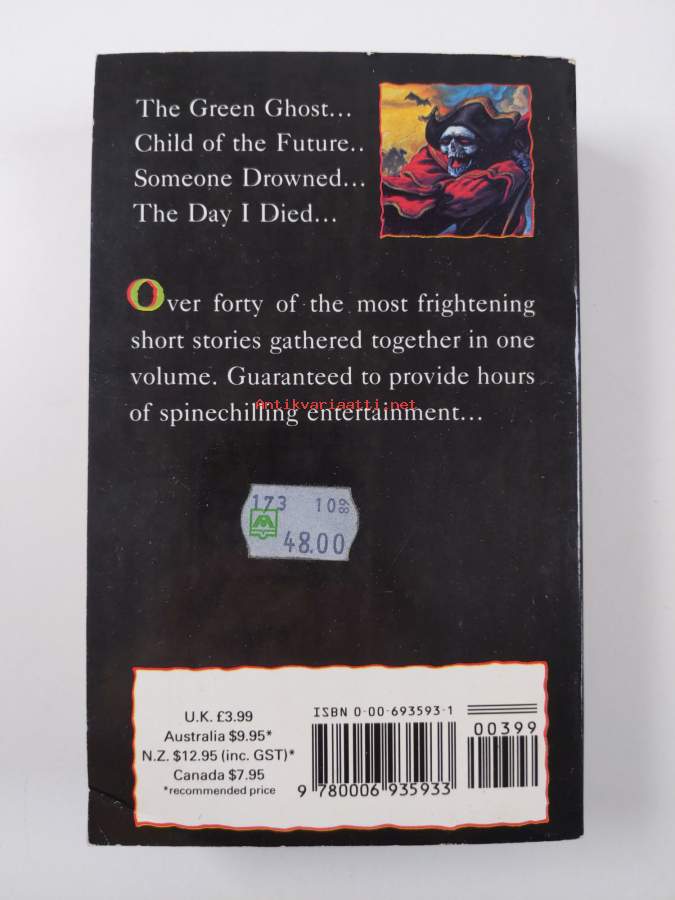 The Green Ghost...
Child of the Future..
Someone Drowned...
The Day I Died...
Over forty of the most frightening
short stories gathered together in one
volume. Guaranteed to provide hours
of spinechilling entertainment...
Antikvariaatti.net
173 10 89
48.00
U.K. £3.99
Australia $9.95*
N.Z. $12.95 (inc. GST)*
Canada $7.95
*recommended price
ISBN 0-00-693593-1
00399
9 780006 935933